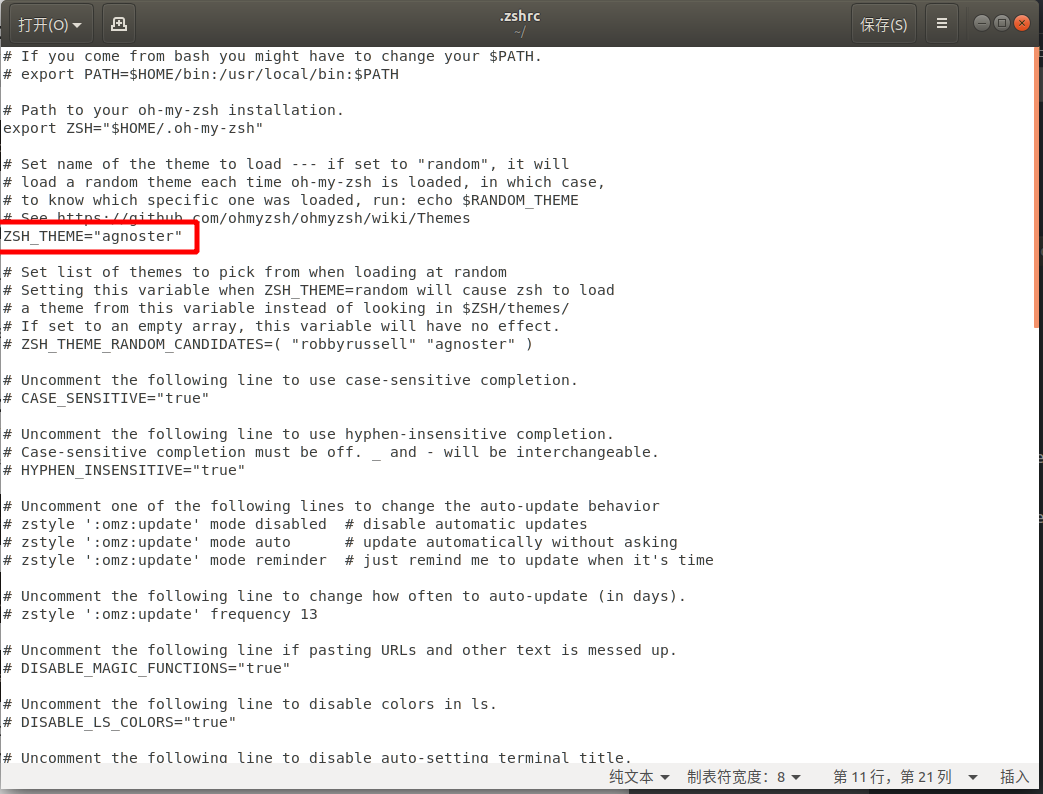 打开(O)
.zshrc
~/
保存(S)
# If you come from bash you might have to change your $PATH.
# export PATH=$HOME/bin:/usr/local/bin:$PATH
# Path to your oh-my-zsh installation.
export ZSH="$HOME/.oh-my-zsh"
# Set name of the theme to load --- if set to "random", it will
# load a random theme each time oh-my-zsh is loaded, in which case,
# to know which specific one was loaded, run: echo $RANDOM_THEME
# See https://github.com/ohmyzsh/ohmyzsh/wiki/Themes
ZSH_THEME="agnoster"
# Set list of themes to pick from when loading at random
# Setting this variable when ZSH_THEME=random will cause zsh to load
# a theme from this variable instead of looking in $ZSH/themes/
# If set to an empty array, this variable will have no effect.
# ZSH_THEME_RANDOM_CANDIDATES=( "robbyrussell" "agnoster" )
# Uncomment the following line to use case-sensitive completion.
# CASE_SENSITIVE="true"
# Uncomment the following line to use hyphen-insensitive completion.
# Case-sensitive completion must be off. _ and - will be interchangeable.
# HYPHEN_INSENSITIVE="true"
# Uncomment one of the following lines to change the auto-update behavior
# zstyle ':omz:update' mode disabled  # disable automatic updates
# zstyle ':omz:update' mode auto      # update automatically without asking
# zstyle ':omz:update' mode reminder  # just remind me to update when it's time
# Uncomment the following line to change how often to auto-update (in days).
# zstyle ':omz:update' frequency 13
# Uncomment the following line if pasting URLs and other text is messed up.
# DISABLE_MAGIC_FUNCTIONS="true"
# Uncomment the following line to disable colors in ls.
# DISABLE_LS_COLORS="true"
# Uncomment the following line to disable auto-setting terminal title.
纯文本 制表符宽度：8 第 11 行，第 21 列 插入